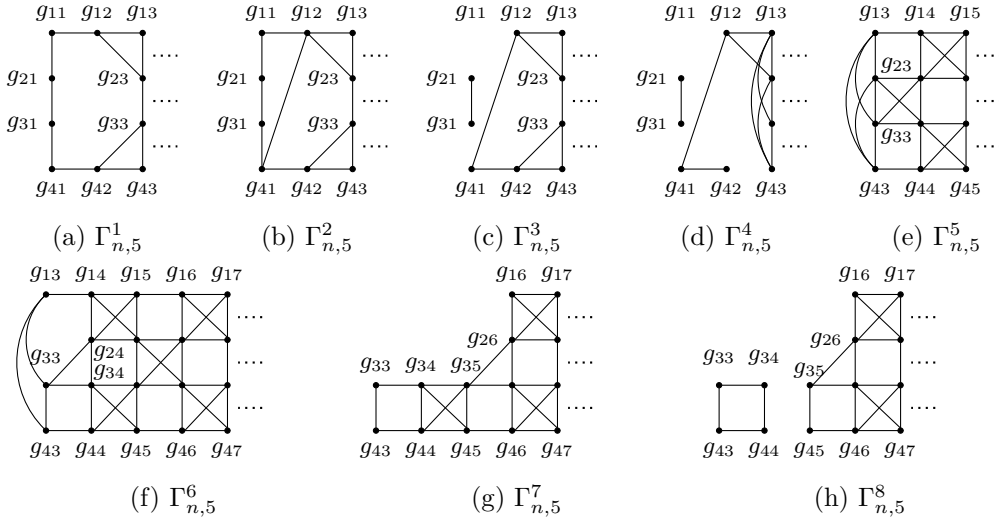 g11 g12 g13 g11 g12 g13 g11 g12 g13 g11 g12 g13 g13 g14 g15
.... .... .... ....
g21 g23 g21 g23 g21 g23 g21 g23
.... .... .... ....
g31 g33 g31 g33 g31 g33 g31 g33
.... .... .... ....
g41 g42 g43 g41 g42 g43 g41 g42 g43 g41 g42 g43 g43 g44 g45
(a) Γ¹n,5 (b) Γ²n,5 (c) Γ³n,5 (d) Γ⁴n,5 (e) Γ⁵n,5
g13 g14 g15 g16 g17 g16 g17 g16 g17
.... .... ....
g33 g24 g26 g26
g34 g33 g34 g35 g33 g34 g35
.... .... ....
.... .... ....
g43 g44 g45 g46 g47 g43 g44 g45 g46 g47 g43 g44 g45 g46 g47
(f) Γ⁶n,5 (g) Γ⁷n,5 (h) Γ⁸n,5